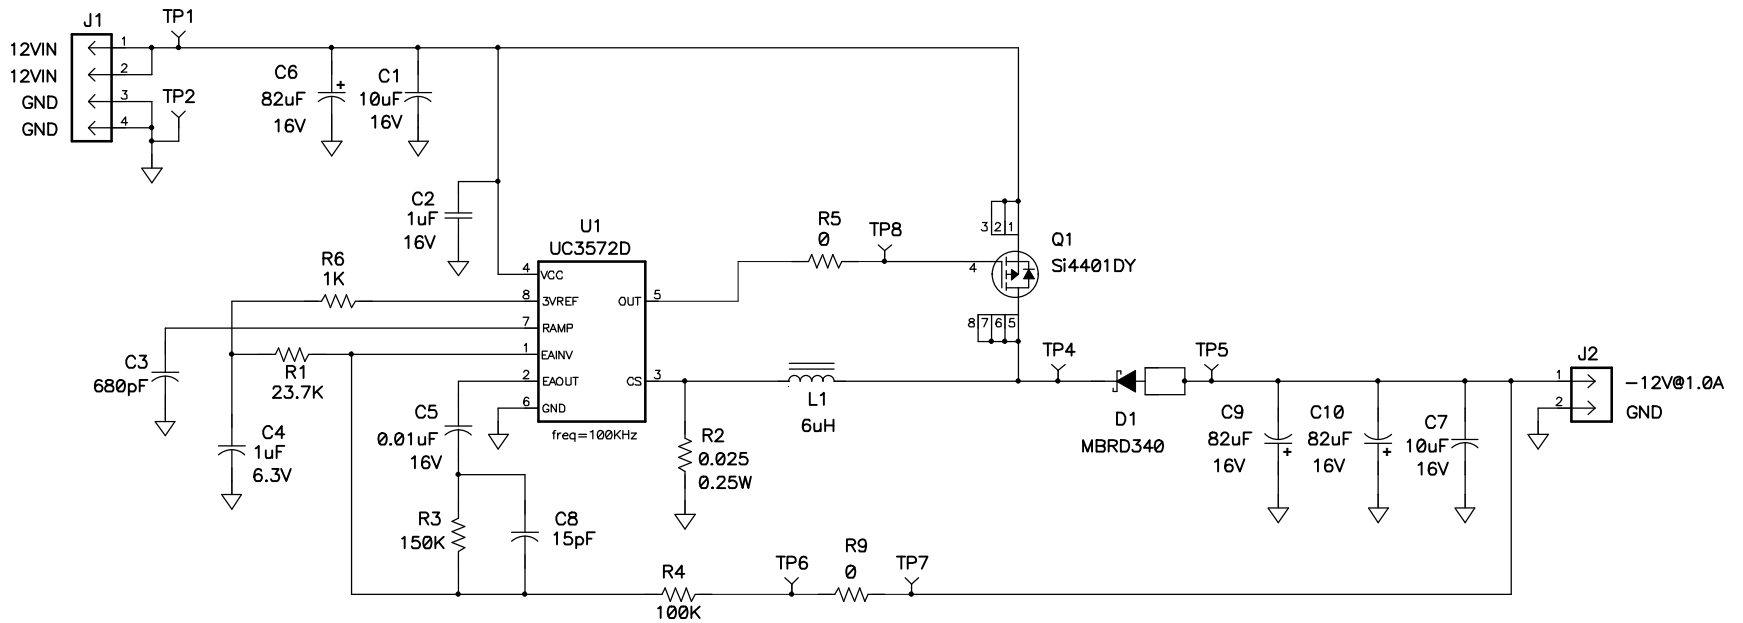 J1
TP1
12VIN
1
12VIN
2
GND
3
GND
4
TP2
C6
82uF
16V
+
C1
10uF
16V
C2
1uF
16V
U1
UC3572D
4
VCC
8
3VREF
7
RAMP
1
EAINV
2
EAOUT
6
GND
OUT
5
CS
3
freq=100KHz
R6
1K
R1
23.7K
C3
680pF
C4
1uF
6.3V
C5
0.01uF
16V
R3
150K
C8
15pF
R2
0.025
0.25W
L1
6uH
R5
0
TP8
3 2 1
4
Q1
Si4401DY
8 7 6 5
TP4
D1
MBRD340
TP5
C9
82uF
16V
+
C10
82uF
16V
+
C7
10uF
16V
J2
1
-12V@1.0A
2
GND
R4
100K
TP6
R9
0
TP7